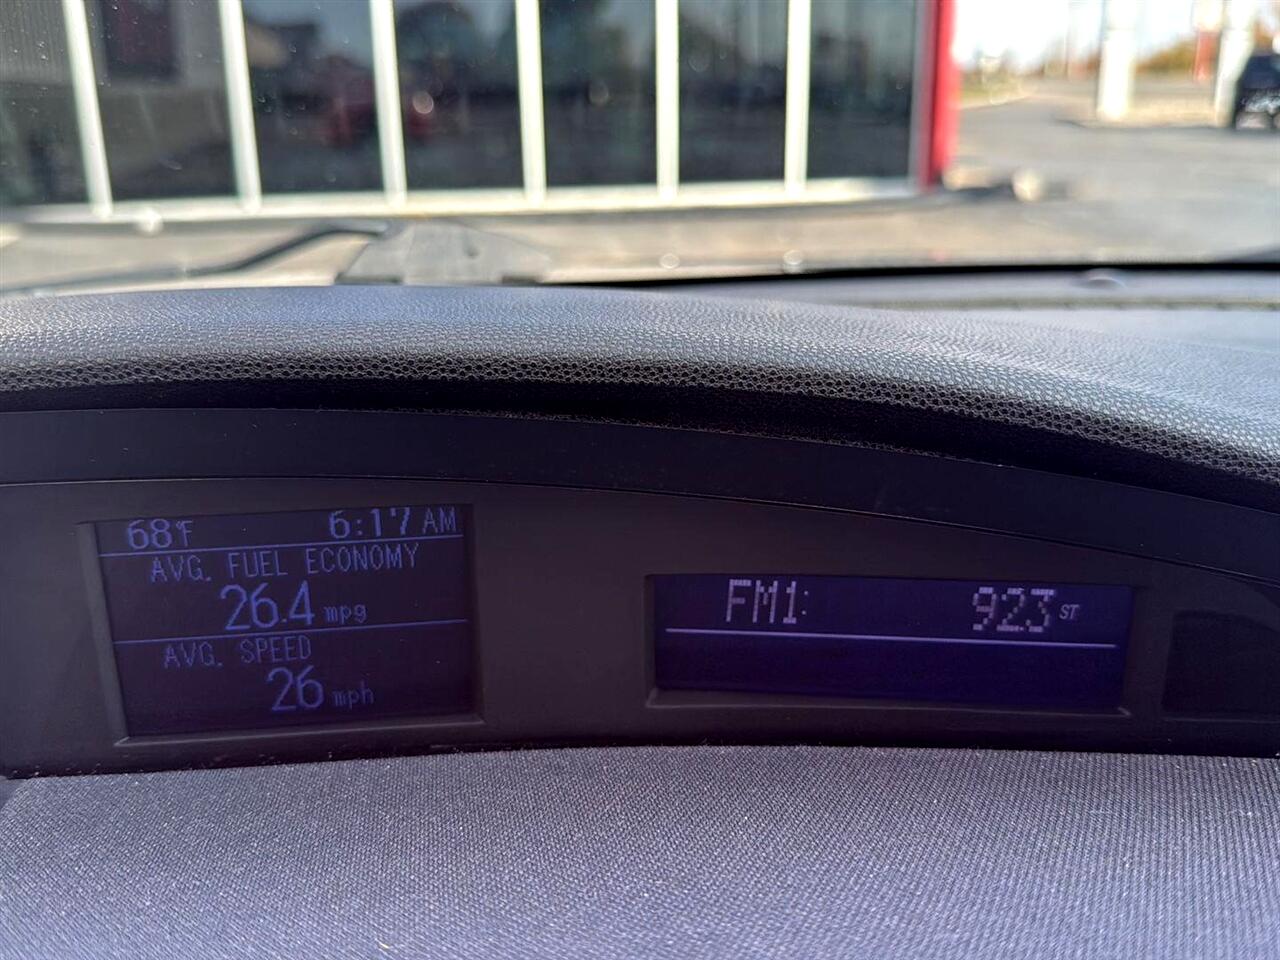 68°F 6:17 AM
AVG. FUEL ECONOMY
26.4 mpg
AVG. SPEED
26 mph
FM1: 92.3 ST